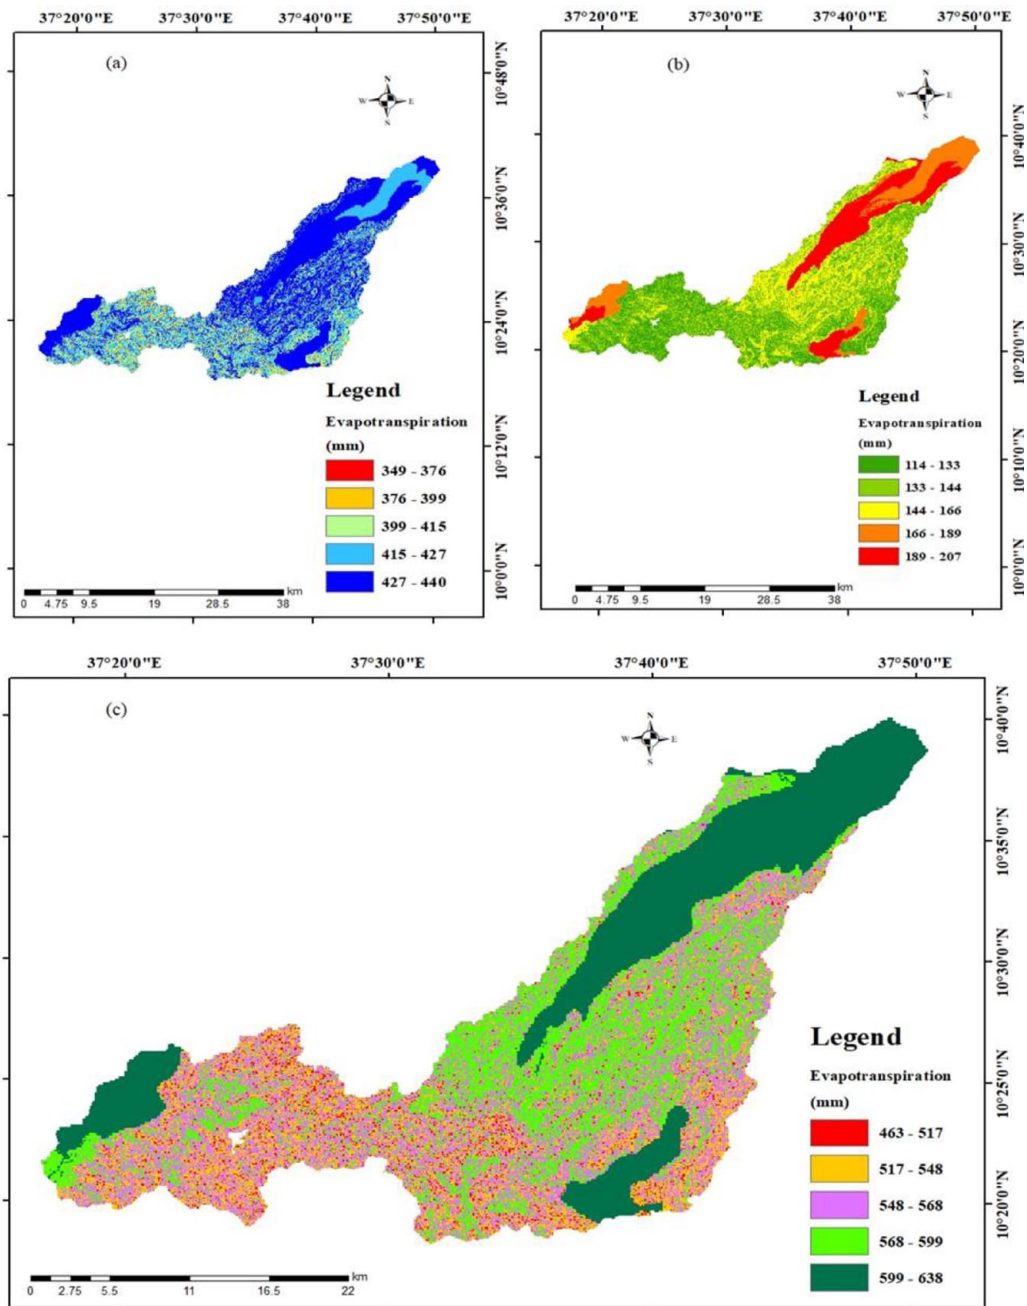 37°20'0"E 37°30'0"E 37°40'0"E 37°50'0"E
(a)
N
W E
S
10°48'0"N
10°36'0"N
10°24'0"N
10°12'0"N
10°0'0"N
Legend
Evapotranspiration
(mm)
349 - 376
376 - 399
399 - 415
415 - 427
427 - 440
km
0 4.75 9.5 19 28.5 38
37°20'0"E 37°30'0"E 37°40'0"E 37°50'0"E
(b)
N
W E
S
10°40'0"N
10°30'0"N
10°20'0"N
10°10'0"N
10°0'0"N
Legend
Evapotranspiration
(mm)
114 - 133
133 - 144
144 - 166
166 - 189
189 - 207
km
0 4.75 9.5 19 28.5 38
37°20'0"E 37°30'0"E 37°40'0"E 37°50'0"E
(c)
N
W E
S
10°40'0"N
10°35'0"N
10°30'0"N
10°25'0"N
10°20'0"N
Legend
Evapotranspiration
(mm)
463 - 517
517 - 548
548 - 568
568 - 599
599 - 638
km
0 2.75 5.5 11 16.5 22